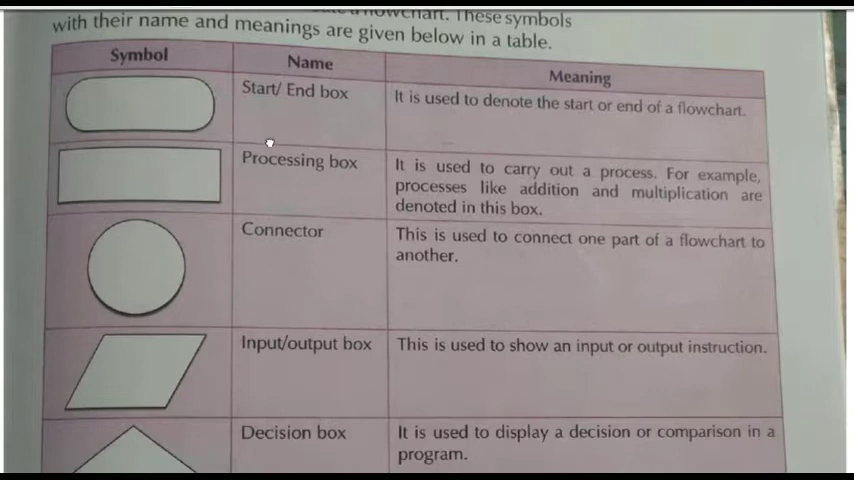 flowchart. These symbols
with their name and meanings are given below in a table.
Symbol
Name
Meaning
Start/ End box
It is used to denote the start or end of a flowchart.
Processing box
It is used to carry out a process. For example,
processes like addition and multiplication are
denoted in this box.
Connector
This is used to connect one part of a flowchart to
another.
Input/output box
This is used to show an input or output instruction.
Decision box
It is used to display a decision or comparison in a
program.